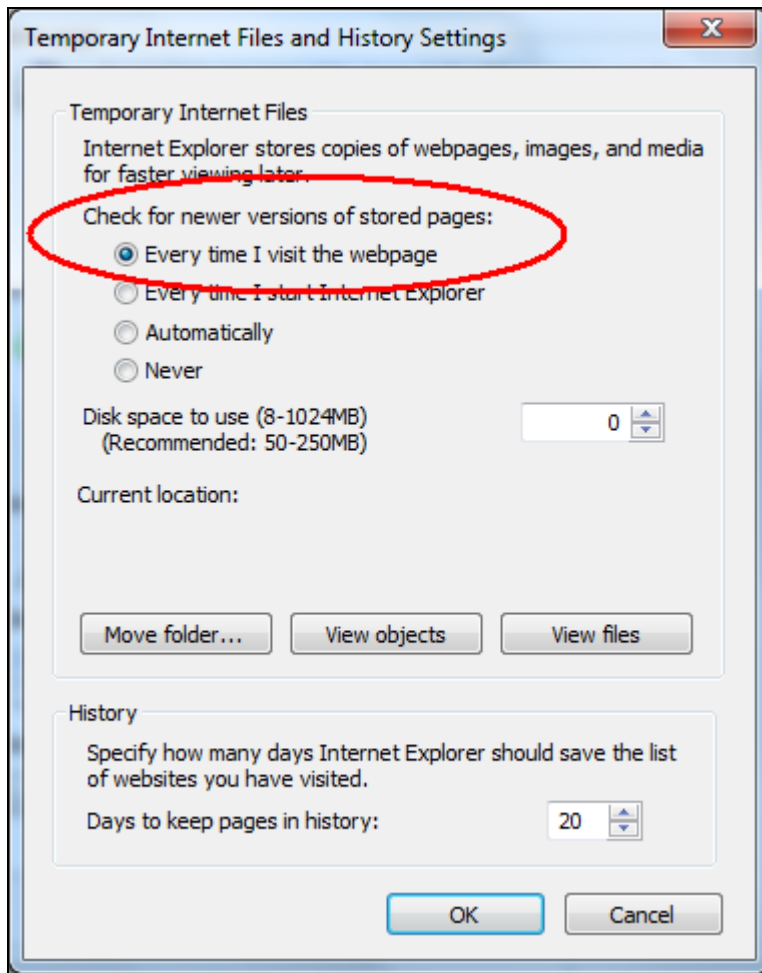 Temporary Internet Files and History Settings
Temporary Internet Files
Internet Explorer stores copies of webpages, images, and media
for faster viewing later.
Check for newer versions of stored pages:
Every time I visit the webpage
Every time I start Internet Explorer
Automatically
Never
Disk space to use (8-1024MB) 0
(Recommended: 50-250MB)
Current location:
Move folder... View objects View files
History
Specify how many days Internet Explorer should save the list
of websites you have visited.
Days to keep pages in history: 20
OK Cancel